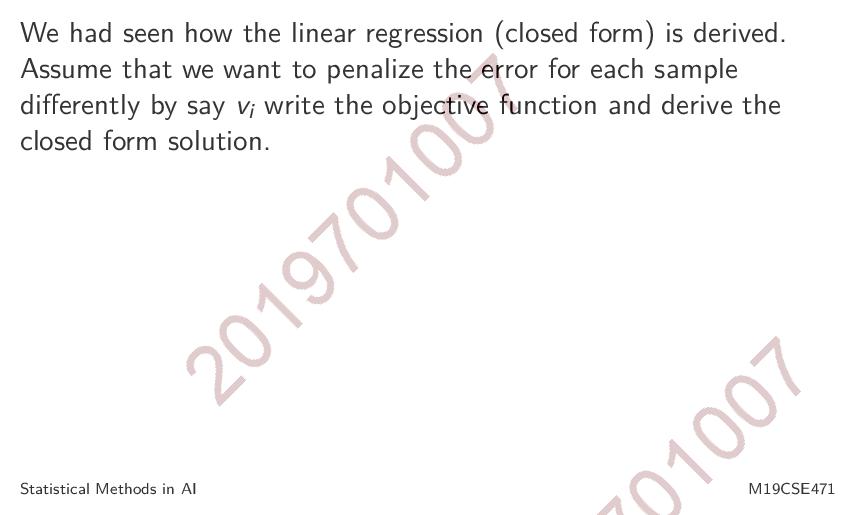 We had seen how the linear regression (closed form) is derived.
Assume that we want to penalize the error for each sample
differently by say vᵢ write the objective function and derive the
closed form solution.
2019701007
701007
Statistical Methods in AI
M19CSE471